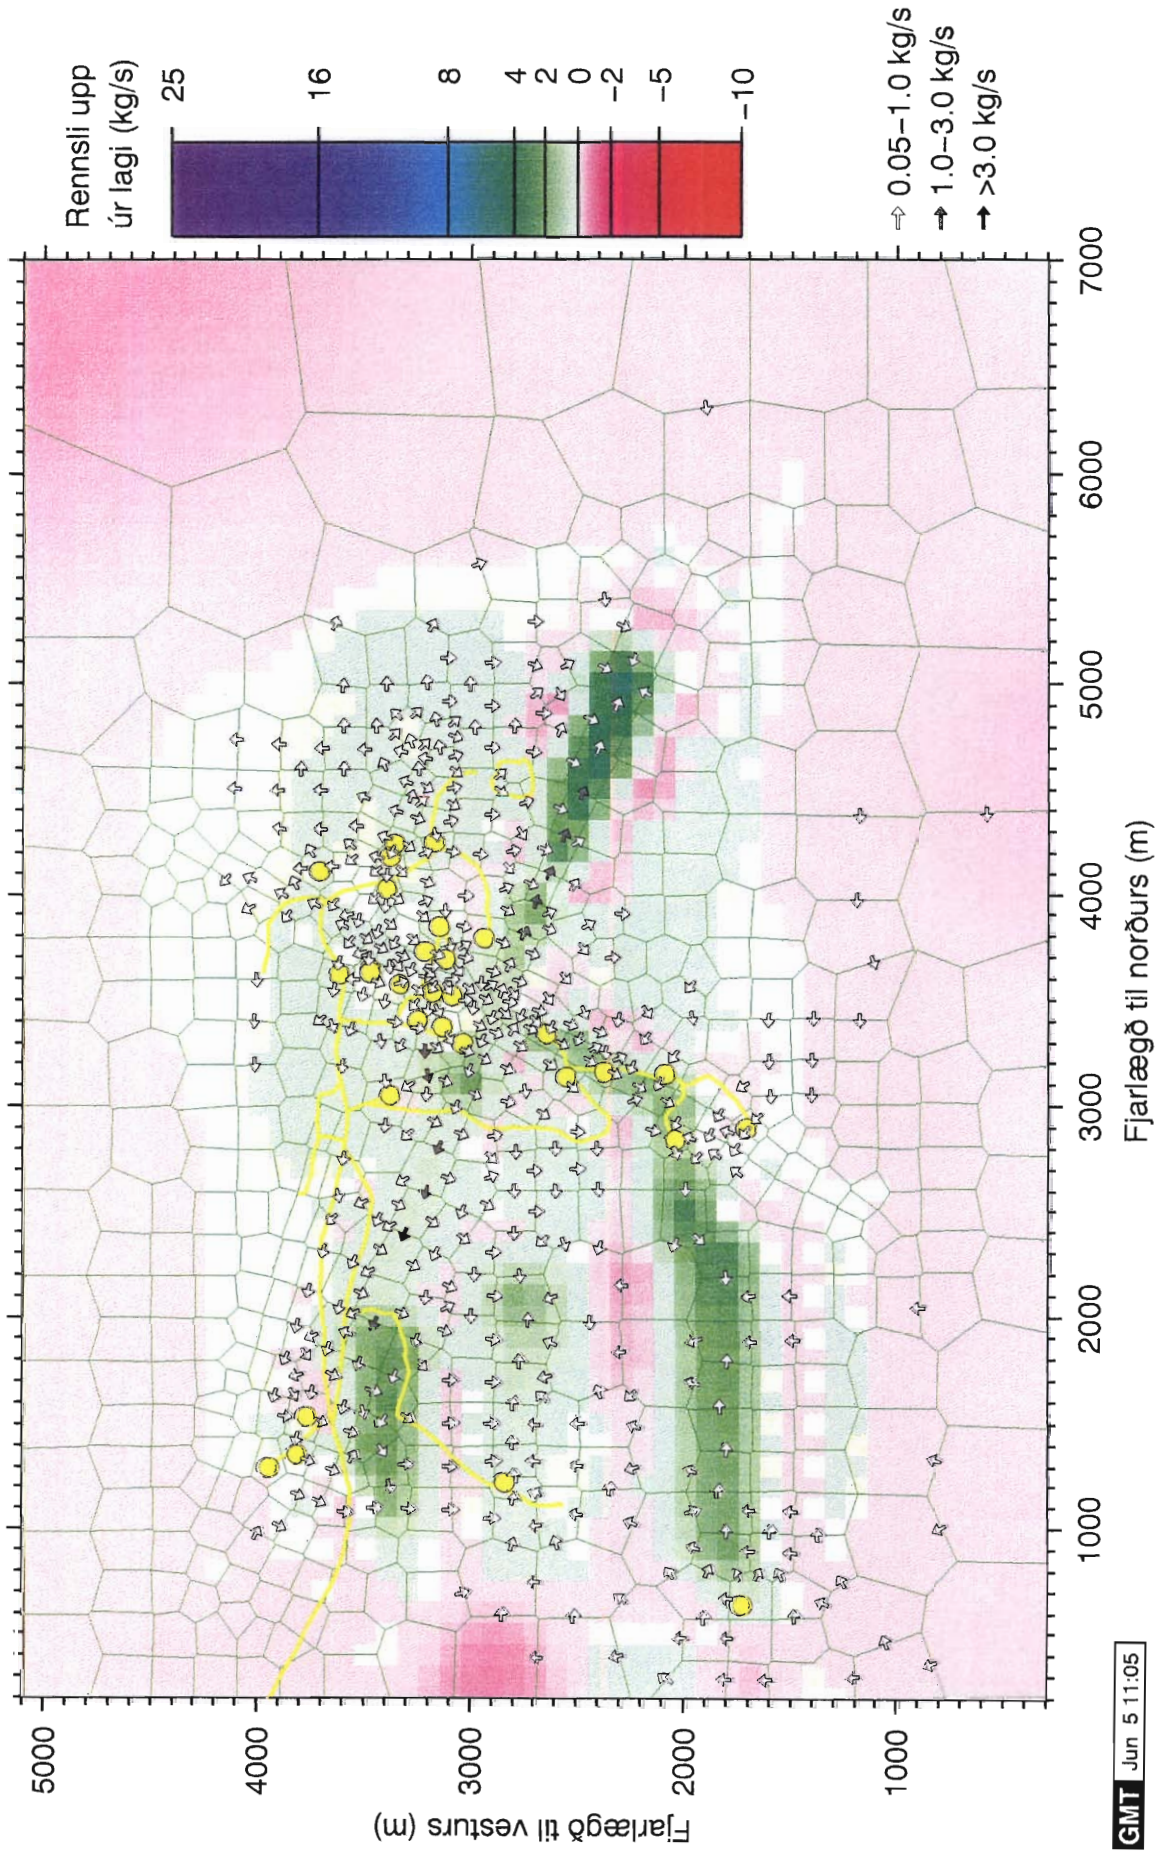 Rennsli upp
úr lagi (kg/s)
25
16
8
4
2
0
−2
−5
−10
0.05−1.0 kg/s
1.0−3.0 kg/s
>3.0 kg/s
5000
4000
3000
2000
1000
Fjarlægð til vesturs (m)
1000
2000
3000
4000
5000
6000
7000
Fjarlægð til norðurs (m)
GMT Jun 5 11:05